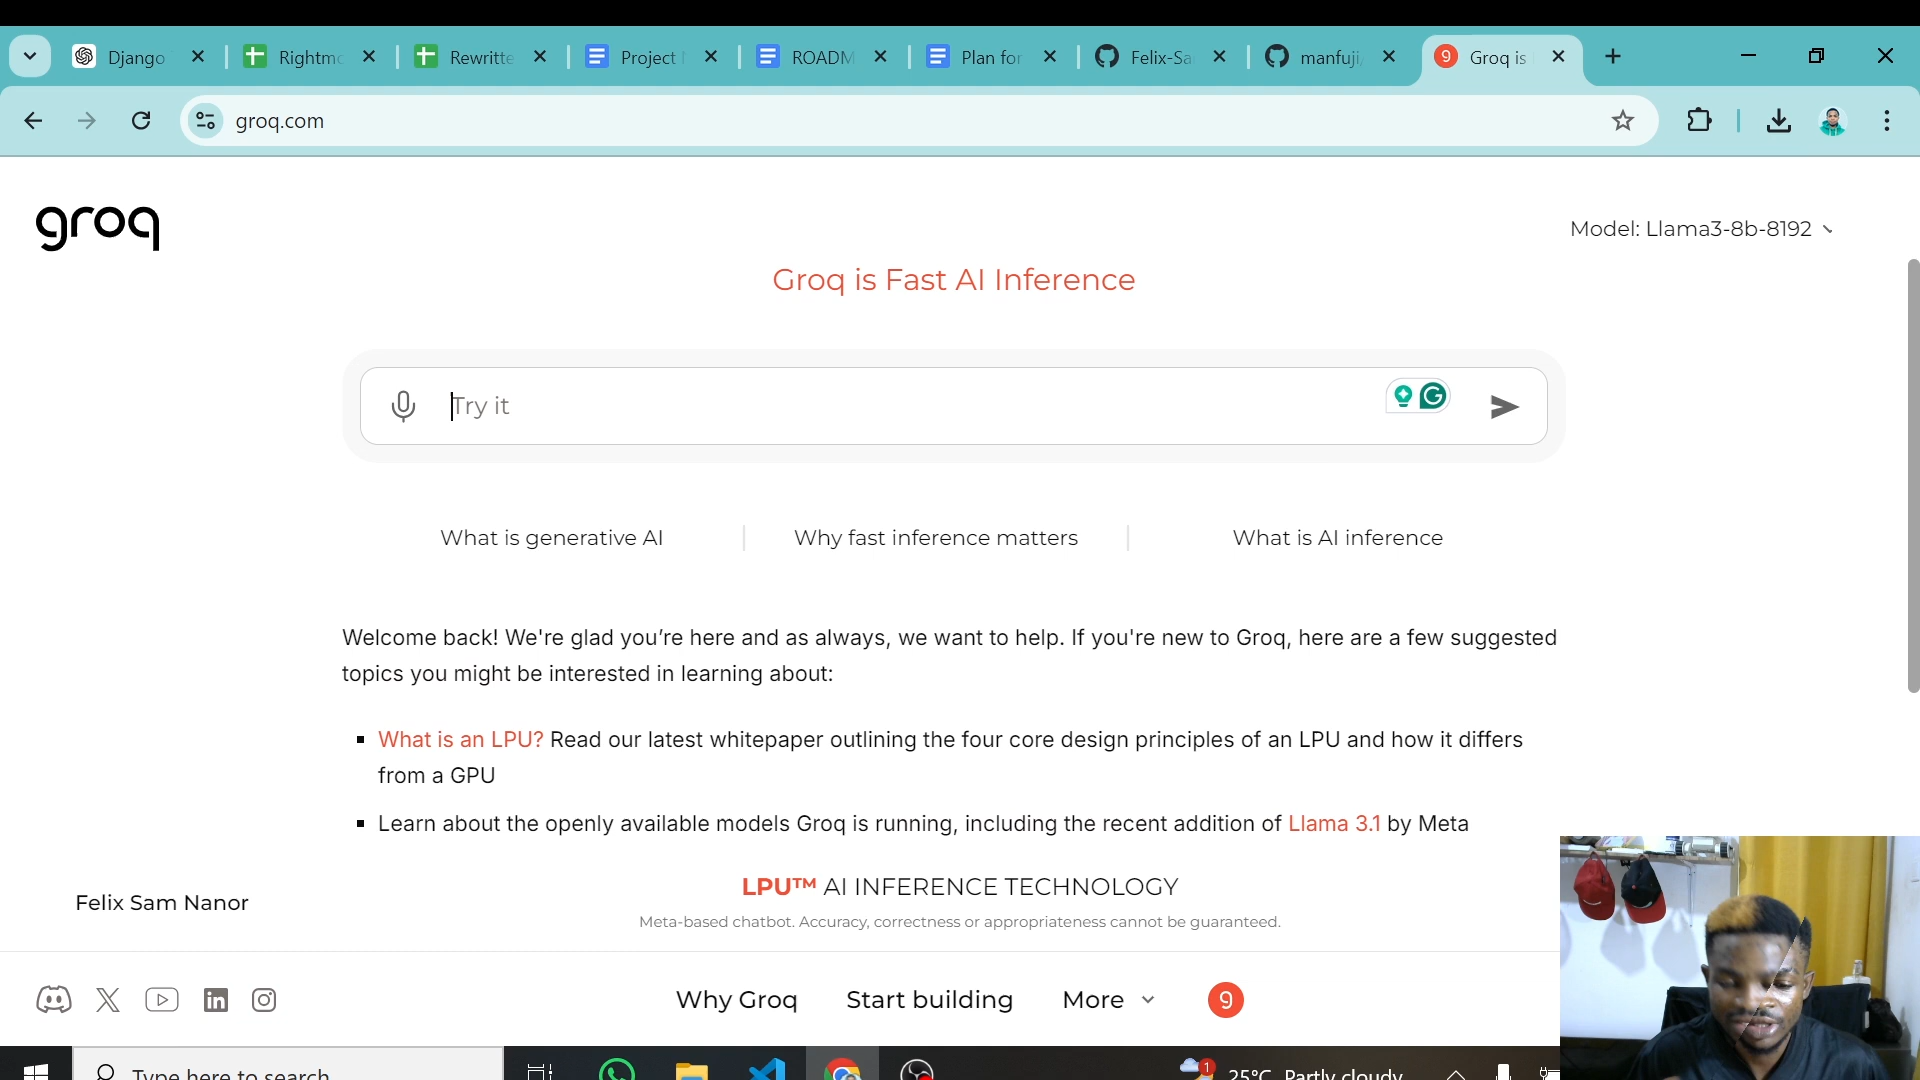 Django
Rightmo
Rewritte
Project
ROADM
Plan for
Felix-Sa
manfuji/
Groq is
groq.com
groq
Model: Llama3-8b-8192
Groq is Fast AI Inference
Try it
What is generative AI
Why fast inference matters
What is AI inference
Welcome back! We're glad you’re here and as always, we want to help. If you're new to Groq, here are a few suggested
topics you might be interested in learning about:
What is an LPU? Read our latest whitepaper outlining the four core design principles of an LPU and how it differs
from a GPU
Learn about the openly available models Groq is running, including the recent addition of Llama 3.1 by Meta
LPU™ AI INFERENCE TECHNOLOGY
Felix Sam Nanor
Meta-based chatbot. Accuracy, correctness or appropriateness cannot be guaranteed.
Why Groq
Start building
More
Type here to search
1
25°C Partly cloudy